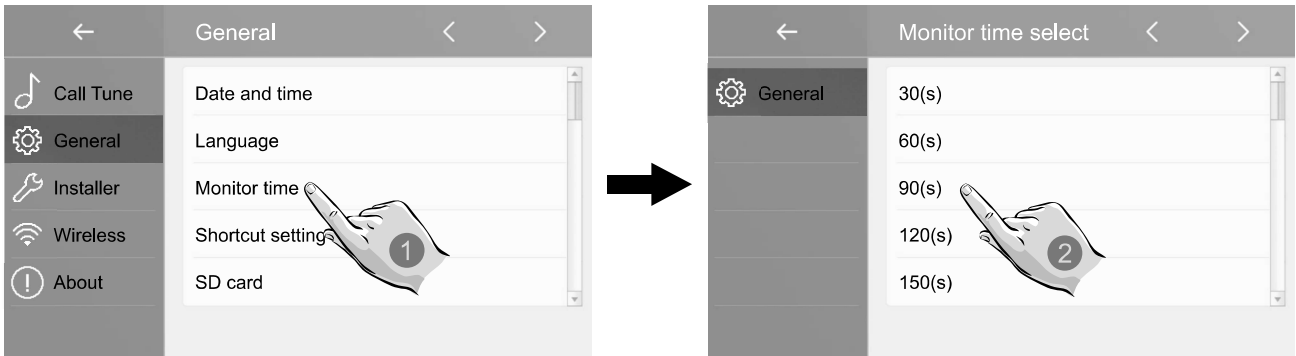 General
Call Tune
General
Installer
Wireless
About
Date and time
Language
Monitor time
Shortcut setting
SD card
1
Monitor time select
General
30(s)
60(s)
90(s)
120(s)
150(s)
2